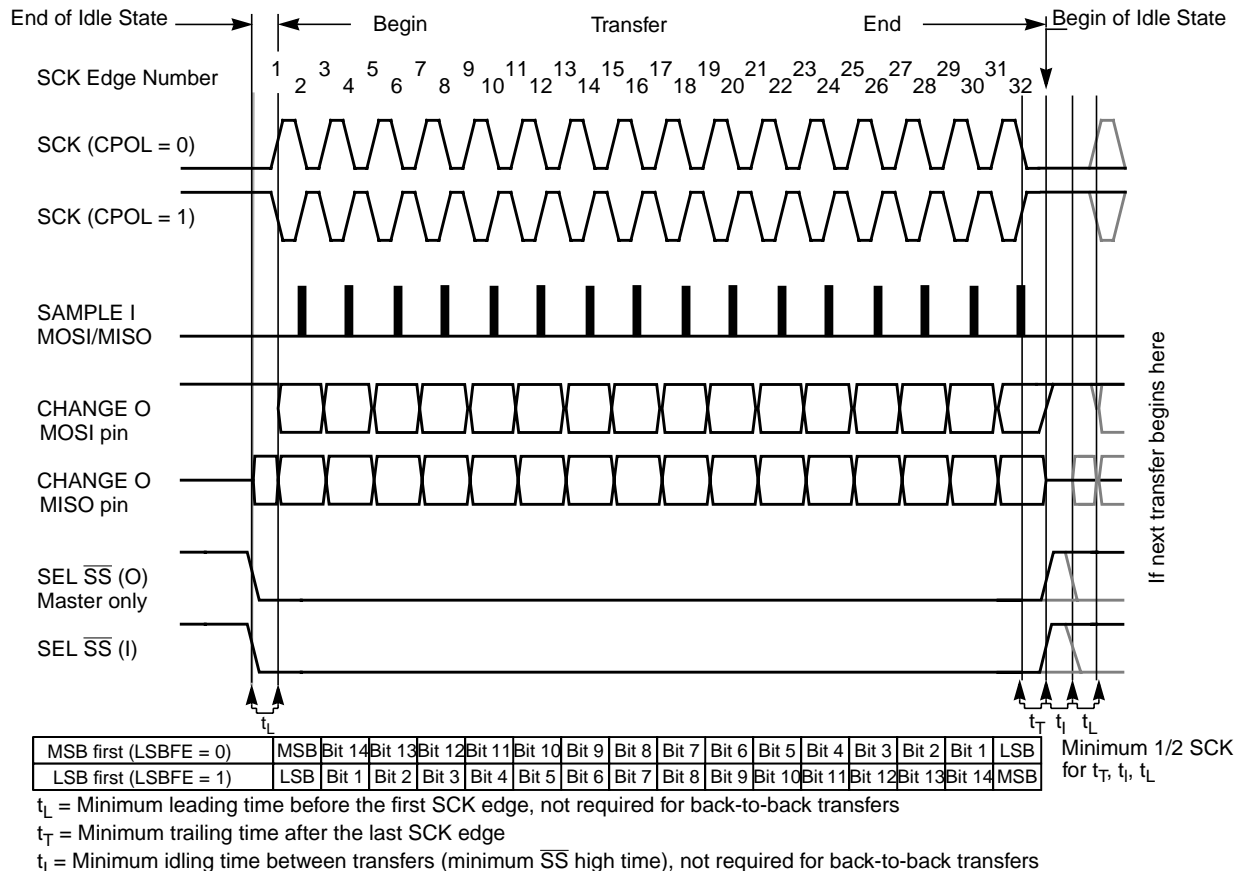 End of Idle State
Begin
Transfer
End
Begin of Idle State
SCK Edge Number
1 3 5 7 9 11 13 15 17 19 21 23 25 27 29 31
2 4 6 8 10 12 14 16 18 20 22 24 26 28 30 32
SCK (CPOL = 0)
SCK (CPOL = 1)
SAMPLE I
MOSI/MISO
CHANGE O
MOSI pin
CHANGE O
MISO pin
SEL SS (O)
Master only
SEL SS (I)
If next transfer begins here
tL
tT tI tL
MSB first (LSBFE = 0) MSB Bit 14 Bit 13 Bit 12 Bit 11 Bit 10 Bit 9 Bit 8 Bit 7 Bit 6 Bit 5 Bit 4 Bit 3 Bit 2 Bit 1 LSB
LSB first (LSBFE = 1) LSB Bit 1 Bit 2 Bit 3 Bit 4 Bit 5 Bit 6 Bit 7 Bit 8 Bit 9 Bit 10 Bit 11 Bit 12 Bit 13 Bit 14 MSB
Minimum 1/2 SCK
for tT, tI, tL
tL = Minimum leading time before the first SCK edge, not required for back-to-back transfers
tT = Minimum trailing time after the last SCK edge
tI = Minimum idling time between transfers (minimum SS high time), not required for back-to-back transfers